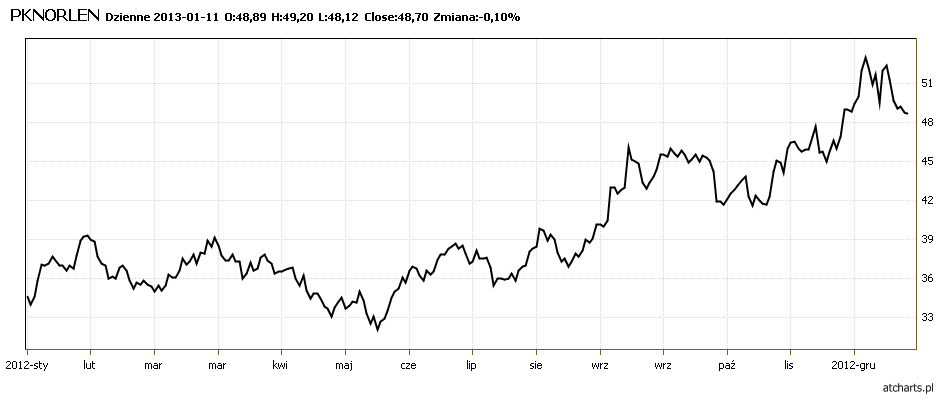 PKNORLEN Dzienne 2013-01-11 O:48,89 H:49,20 L:48,12 Close:48,70 Zmiana:-0,10%
51
48
45
42
39
36
33
2012-sty lut mar mar kwi maj cze lip sie wrz wrz paź lis 2012-gru
atcharts.pl